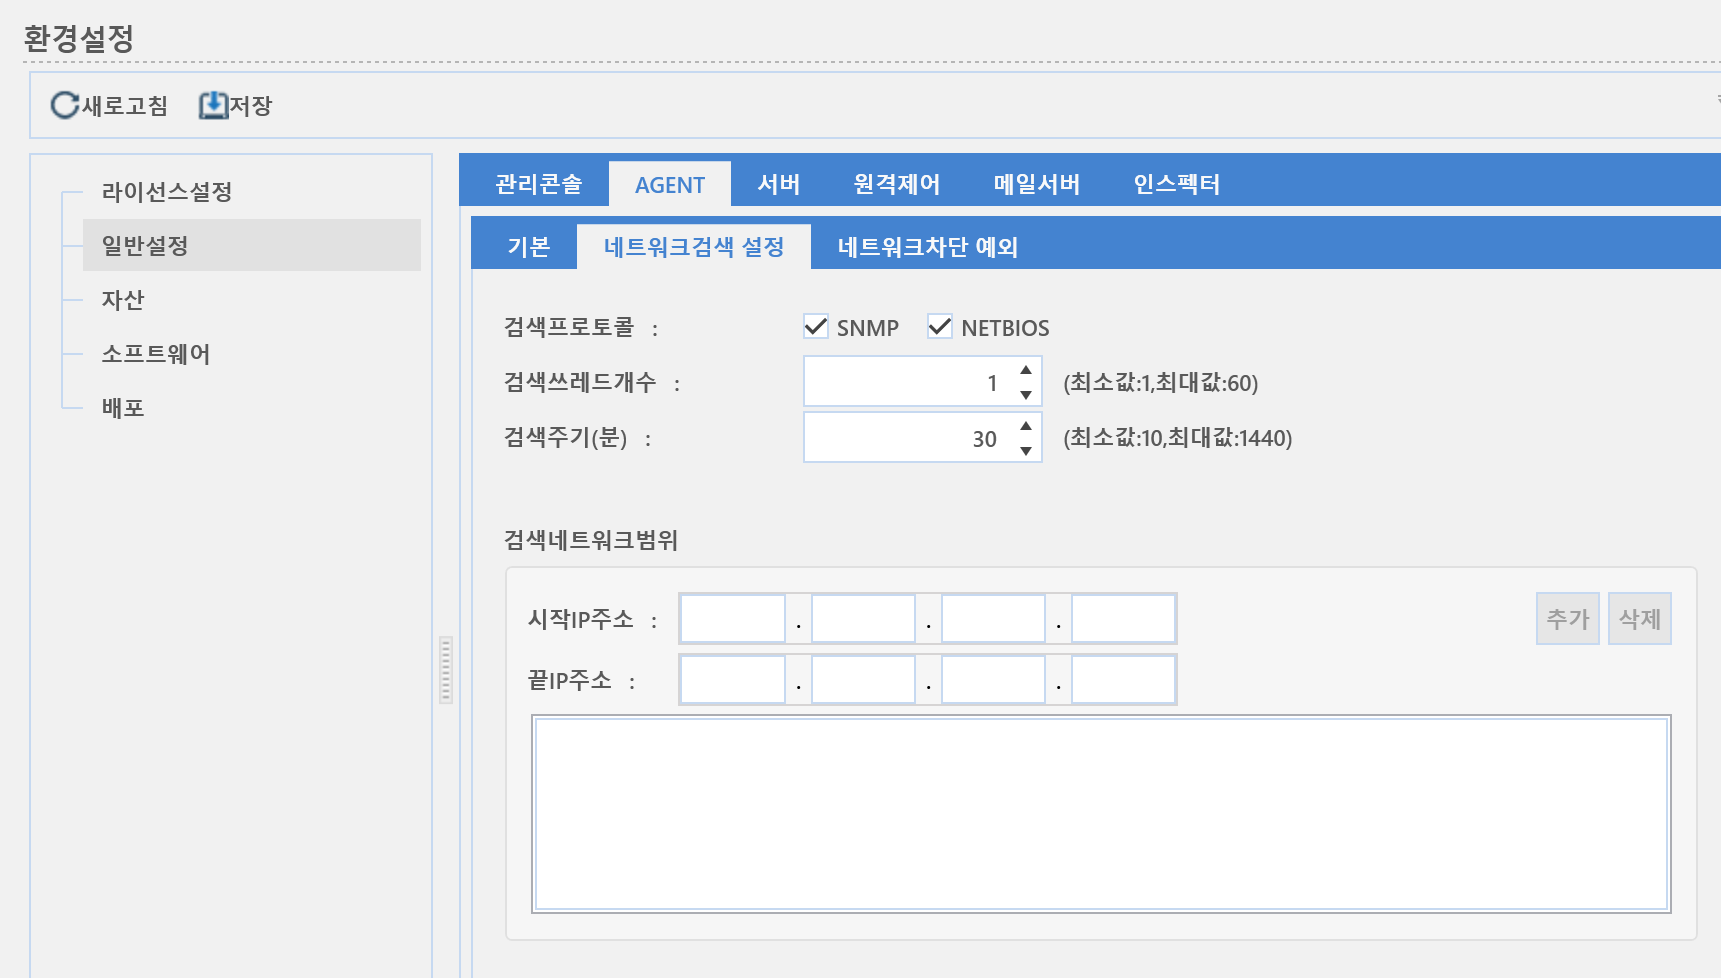 환경설정
새로고침 저장
라이선스설정
일반설정
자산
소프트웨어
배포
관리콘솔 AGENT 서버 원격제어 메일서버 인스펙터
기본 네트워크검색 설정 네트워크차단 예외
검색프로토콜 : SNMP NETBIOS
검색쓰레드개수 : 1 (최소값:1,최대값:60)
검색주기(분) : 30 (최소값:10,최대값:1440)
검색네트워크범위
시작IP주소 : . . . 추가 삭제
끝IP주소 : . . .